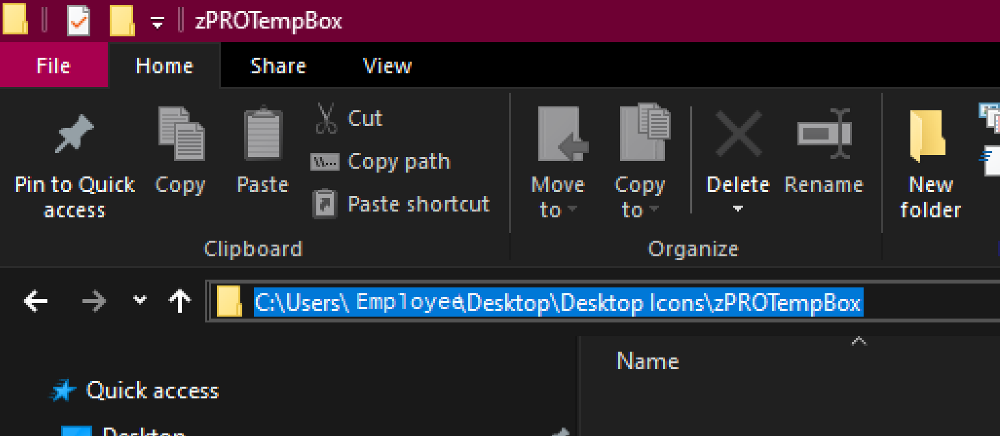 zPROTempBox
File Home Share View
Pin to Quick access
Copy
Paste
Cut
Copy path
Paste shortcut
Clipboard
Move to
Copy to
Delete
Rename
Organize
New folder
C:\Users\ Employee\Desktop\Desktop Icons\zPROTempBox
Name
Quick access
Desktop